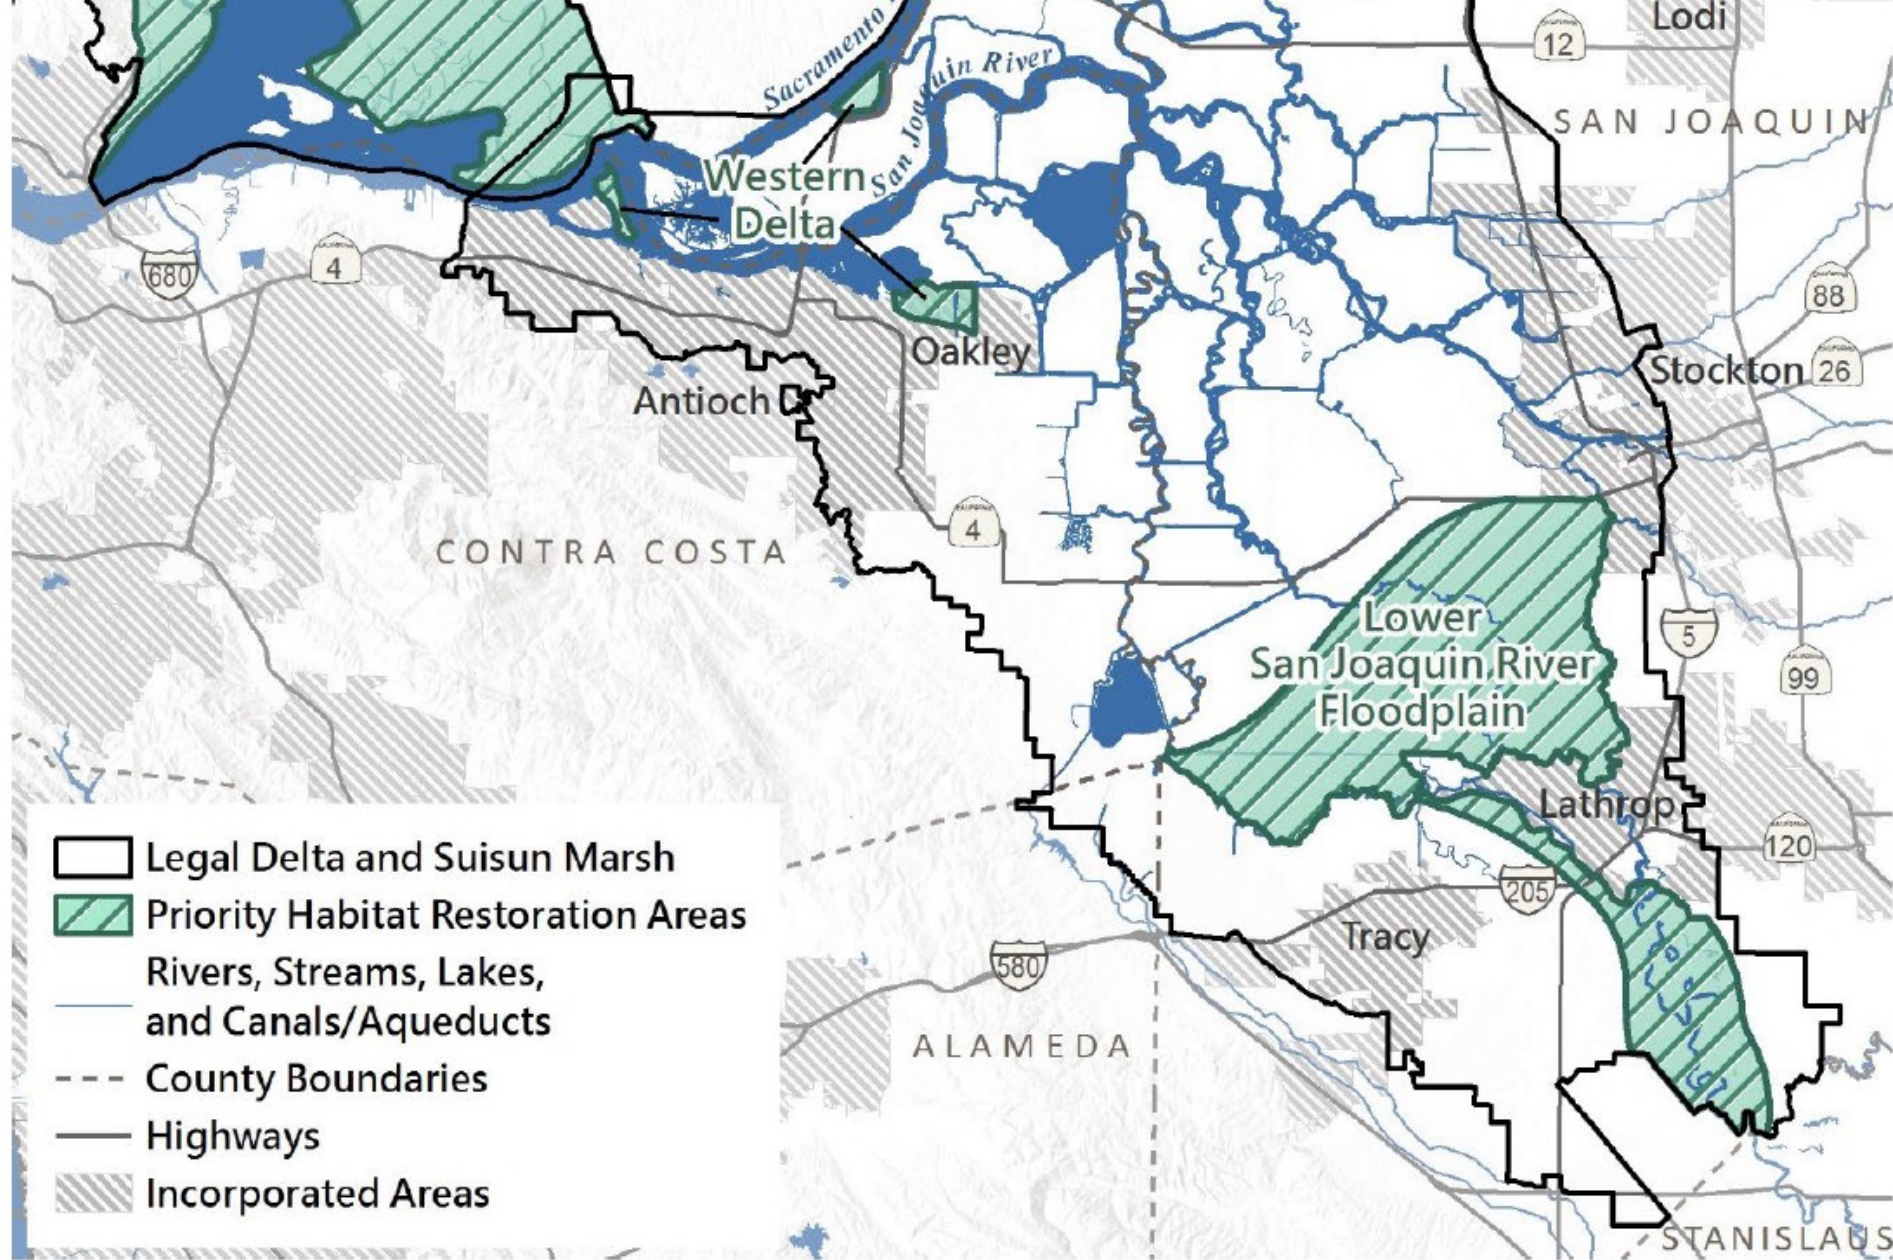 Lodi
12
Sacramento
San Joaquin River
SAN JOAQUIN
Western
Delta
680
4
88
Oakley
Stockton
26
Antioch
4
CONTRA COSTA
Lower
San Joaquin River
Floodplain
5
99
Lathrop
120
205
Tracy
580
ALAMEDA
STANISLAUS
Legal Delta and Suisun Marsh
Priority Habitat Restoration Areas
Rivers, Streams, Lakes,
and Canals/Aqueducts
County Boundaries
Highways
Incorporated Areas